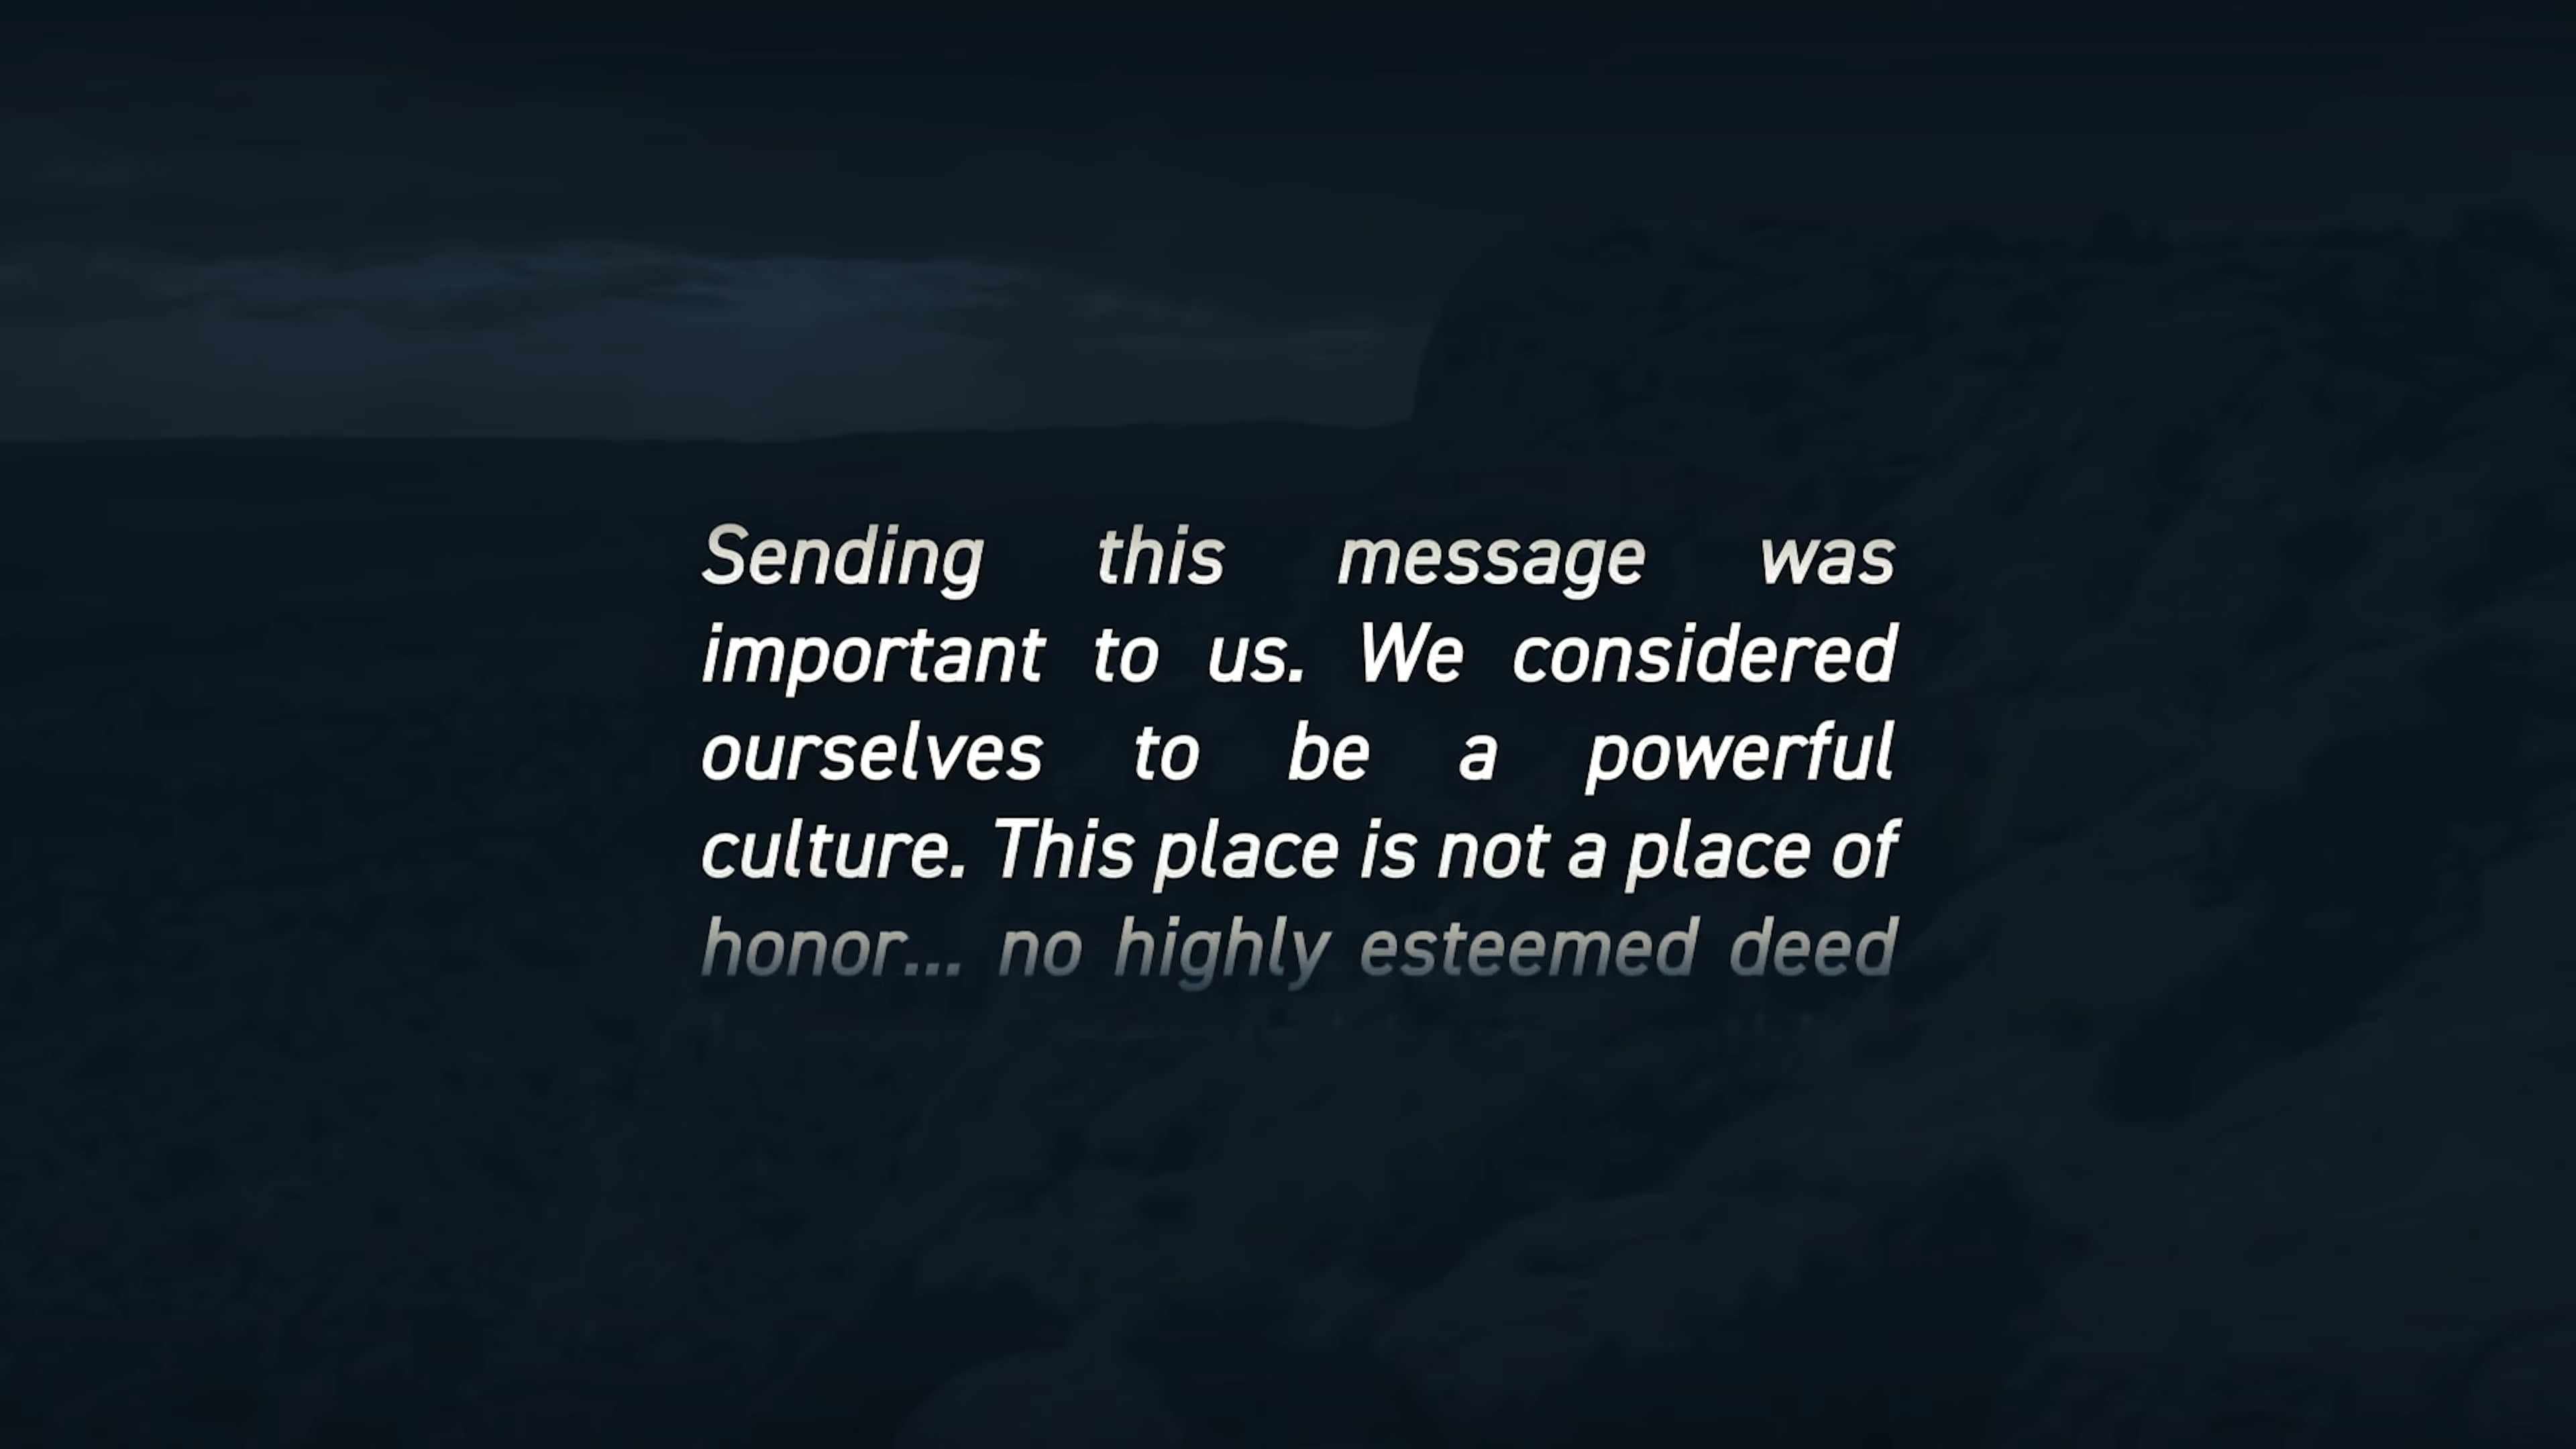 Sending this message was
important to us. We considered
ourselves to be a powerful
culture. This place is not a place of
honor... no highly esteemed deed